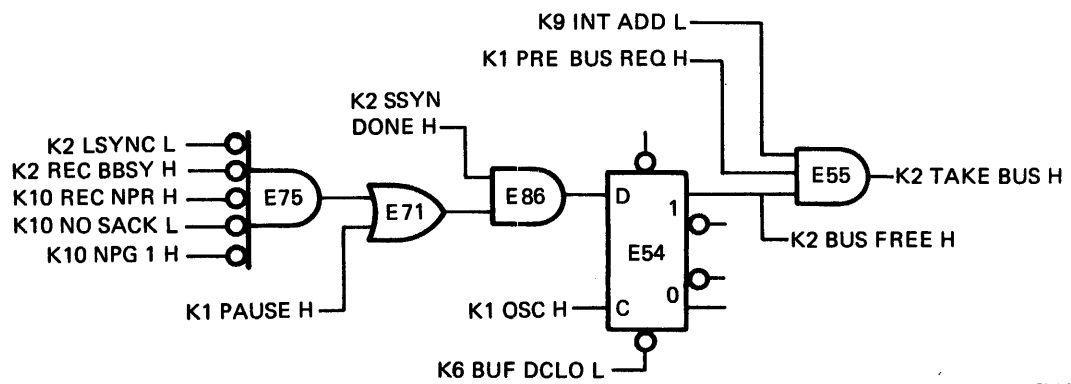 K9 INT ADD L
K1 PRE BUS REQ H
K2 SSYN
DONE H
K2 LSYNC L
K2 REC BBSY H
K10 REC NPR H
K10 NO SACK L
K10 NPG 1 H
E75
E71
K1 PAUSE H
E86
D
1
E54
0
C
K1 OSC H
K6 BUF DCLO L
E55
K2 TAKE BUS H
K2 BUS FREE H